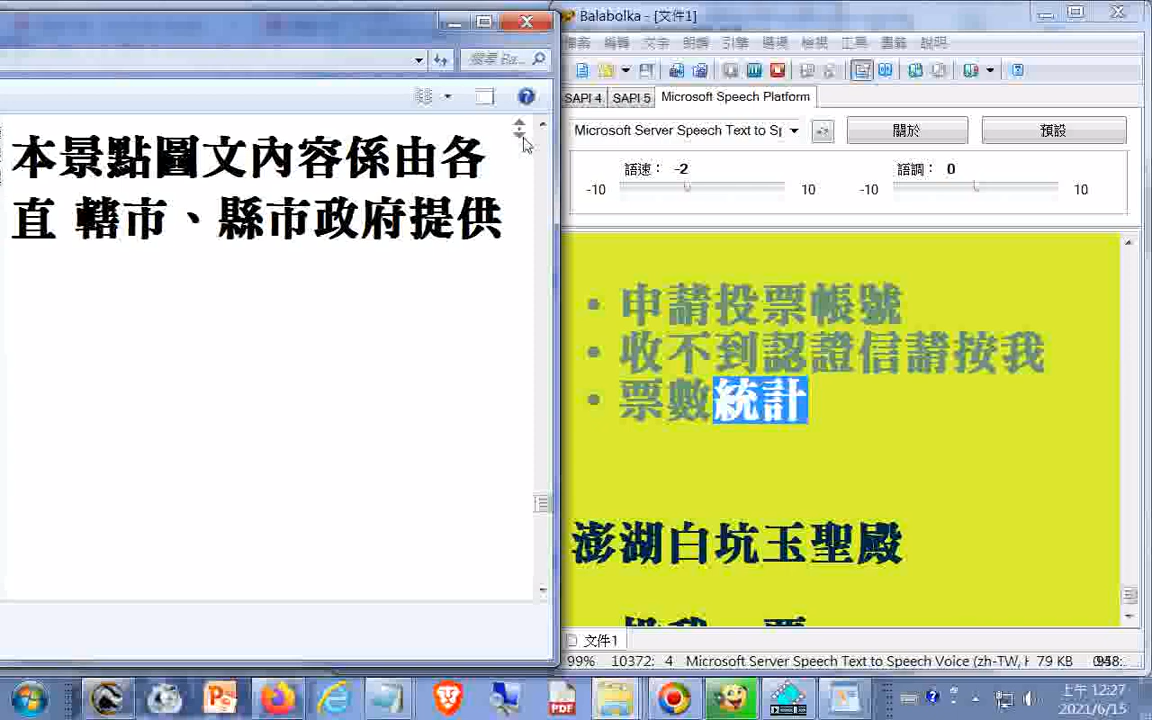 Balabolka - [文件1]
檔案 編輯 文字 朗讀 引擎 選項 檢視 工具 書籤 說明
搜尋 Ba...
SAPI 4 SAPI 5 Microsoft Speech Platform
Microsoft Server Speech Text to Sp
關於
預設
語速： -2
語調： 0
-10 10 -10 10
本景點圖文內容係由各
直 轄市、縣市政府提供
• 申請投票帳號
• 收不到認證信請按我
• 票數統計
澎湖白坑玉聖殿
文件1
99% 10372: 4 Microsoft Server Speech Text to Speech Voice (zh-TW, H 79 KB
PDF
上午 12:27
2021/6/15